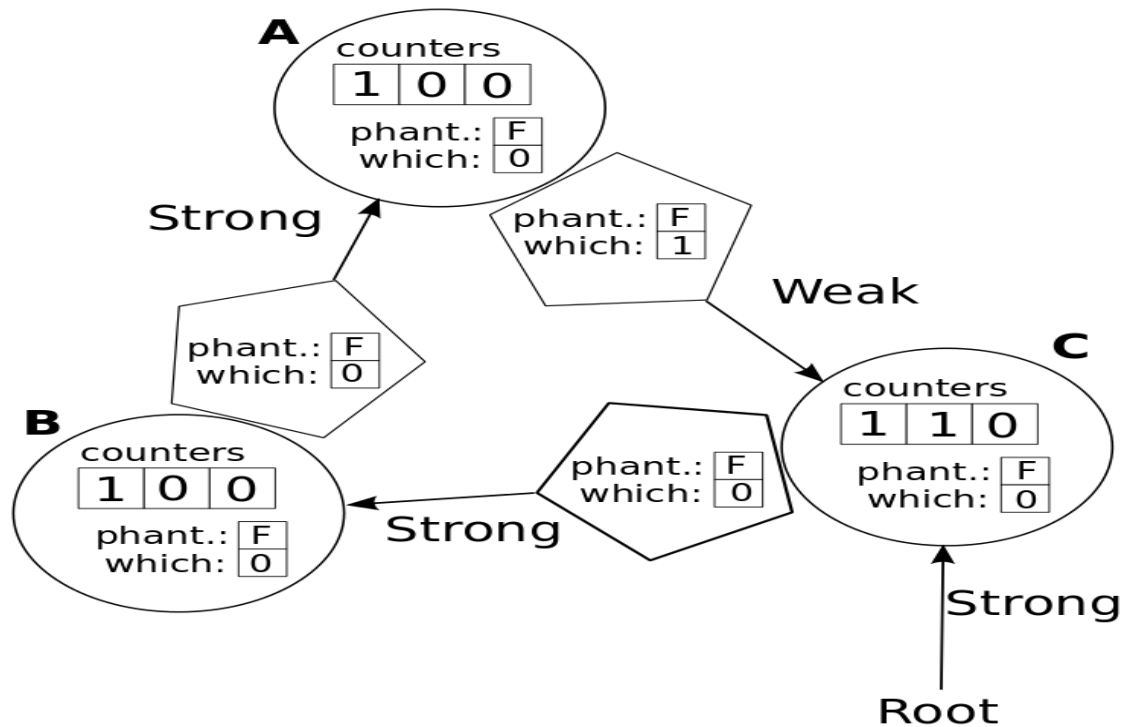 A
counters
1 0 0
phant.: F
which: 0
Strong
phant.: F
which: 1
Weak
C
counters
1 1 0
phant.: F
which: 0
phant.: F
which: 0
B
counters
1 0 0
phant.: F
which: 0
phant.: F
which: 0
Strong
Strong
Root